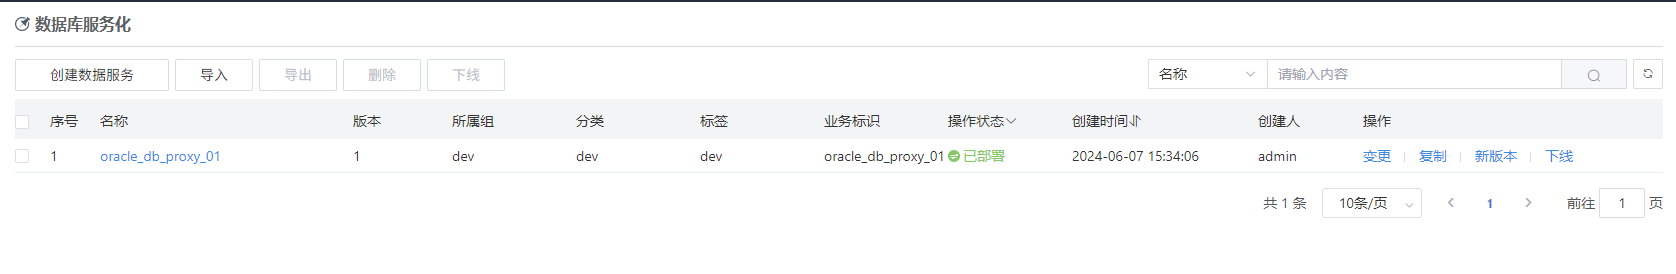 数据库服务化
创建数据服务 导入 导出 删除 下线 名称 请输入内容
序号 名称 版本 所属组 分类 标签 业务标识 操作状态 创建时间 创建人 操作
1 oracle_db_proxy_01 1 dev dev dev oracle_db_proxy_01 已部署 2024-06-07 15:34:06 admin 变更 复制 新版本 下线
共 1 条 10条/页 1 前往 1 页